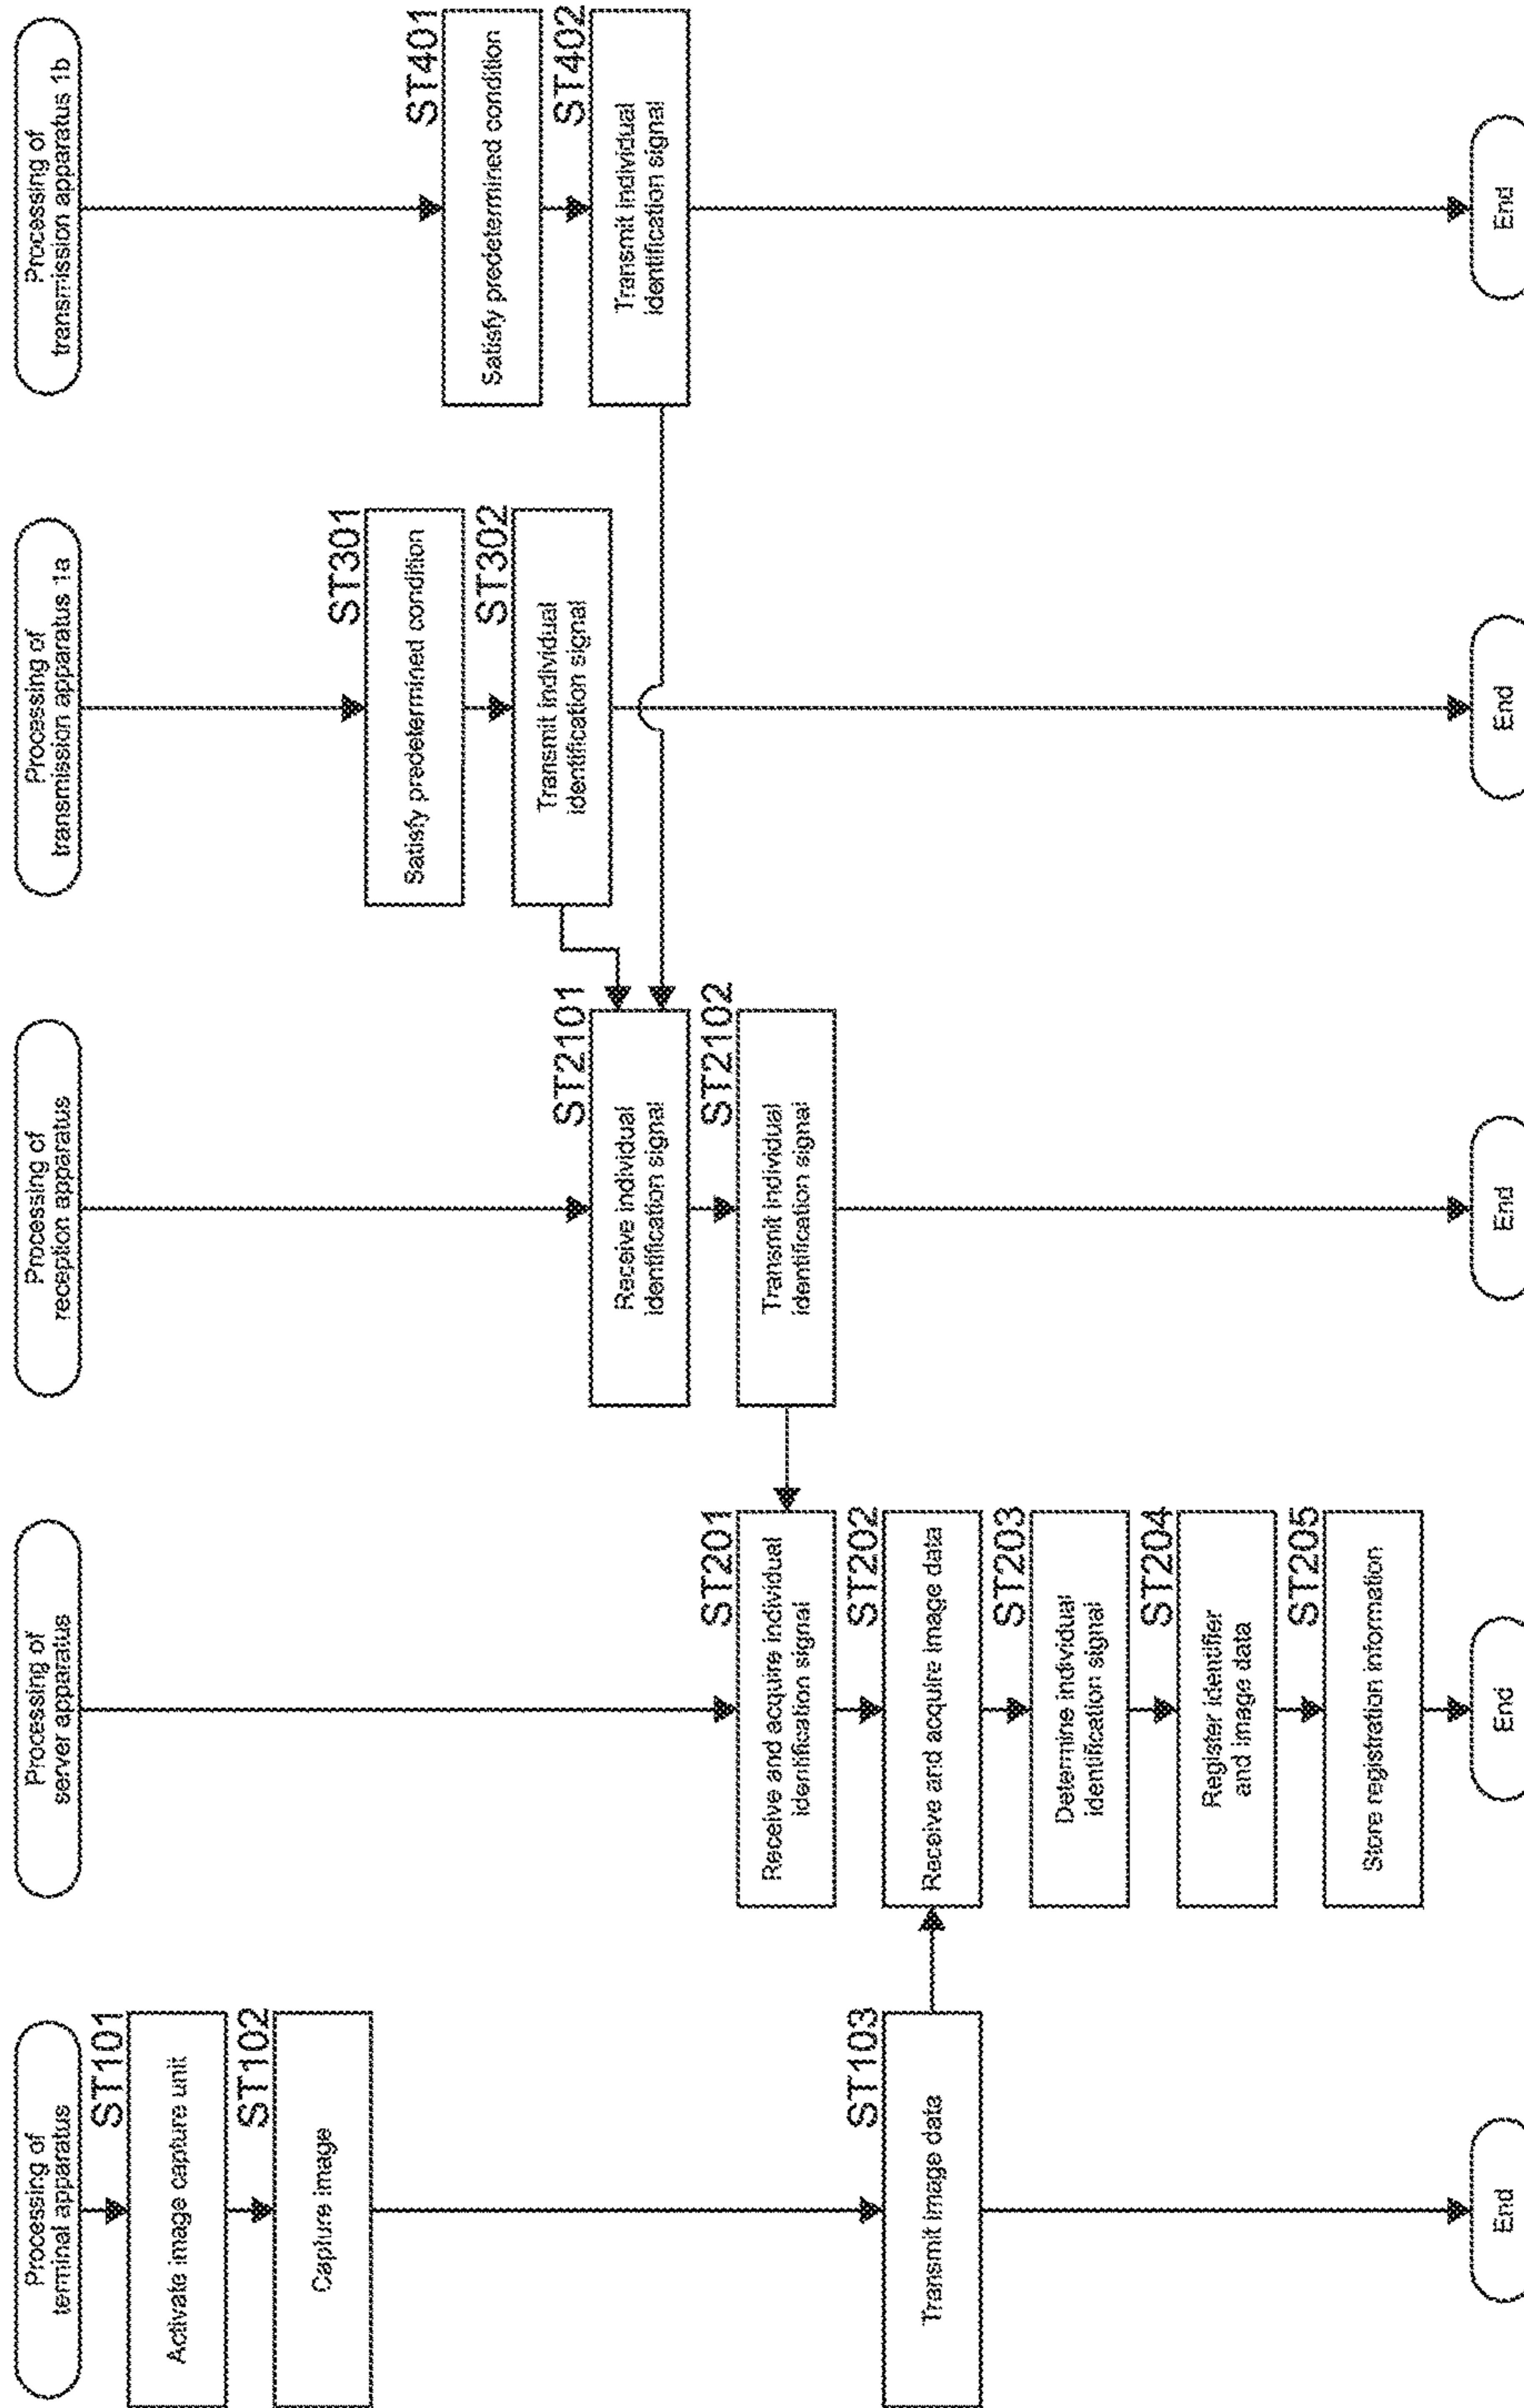 Processing of
terminal apparatus
ST101
Activate image capture unit
ST102
Capture image
ST103
Transmit image data
End
Processing of
server apparatus
ST201
Receive and acquire individual
identification signal
ST202
Receive and acquire image data
ST203
Determine individual
identification signal
ST204
Register identifier
and image data
ST205
Store registration information
End
Processing of
reception apparatus
ST2101
Receive individual
identification signal
ST2102
Transmit individual
identification signal
End
Processing of
transmission apparatus 1a
ST301
Satisfy predetermined condition
ST302
Transmit individual
identification signal
End
Processing of
transmission apparatus 1b
ST401
Satisfy predetermined condition
ST402
Transmit individual
identification signal
End